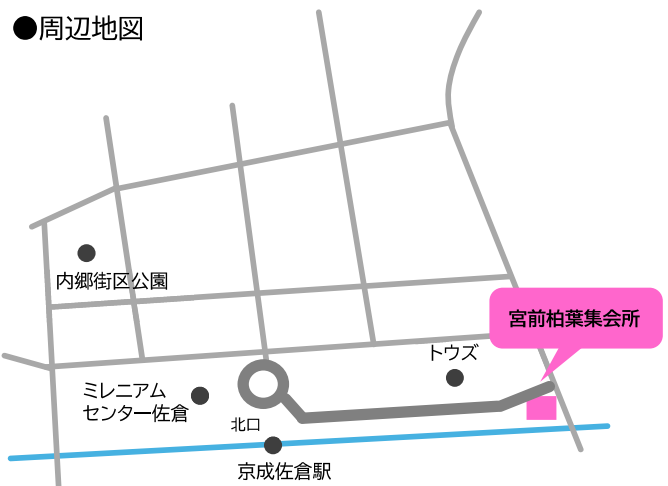 ●周辺地図
内郷街区公園
宮前柏葉集会所
トウズ
ミレニアム
センター佐倉
北口
京成佐倉駅